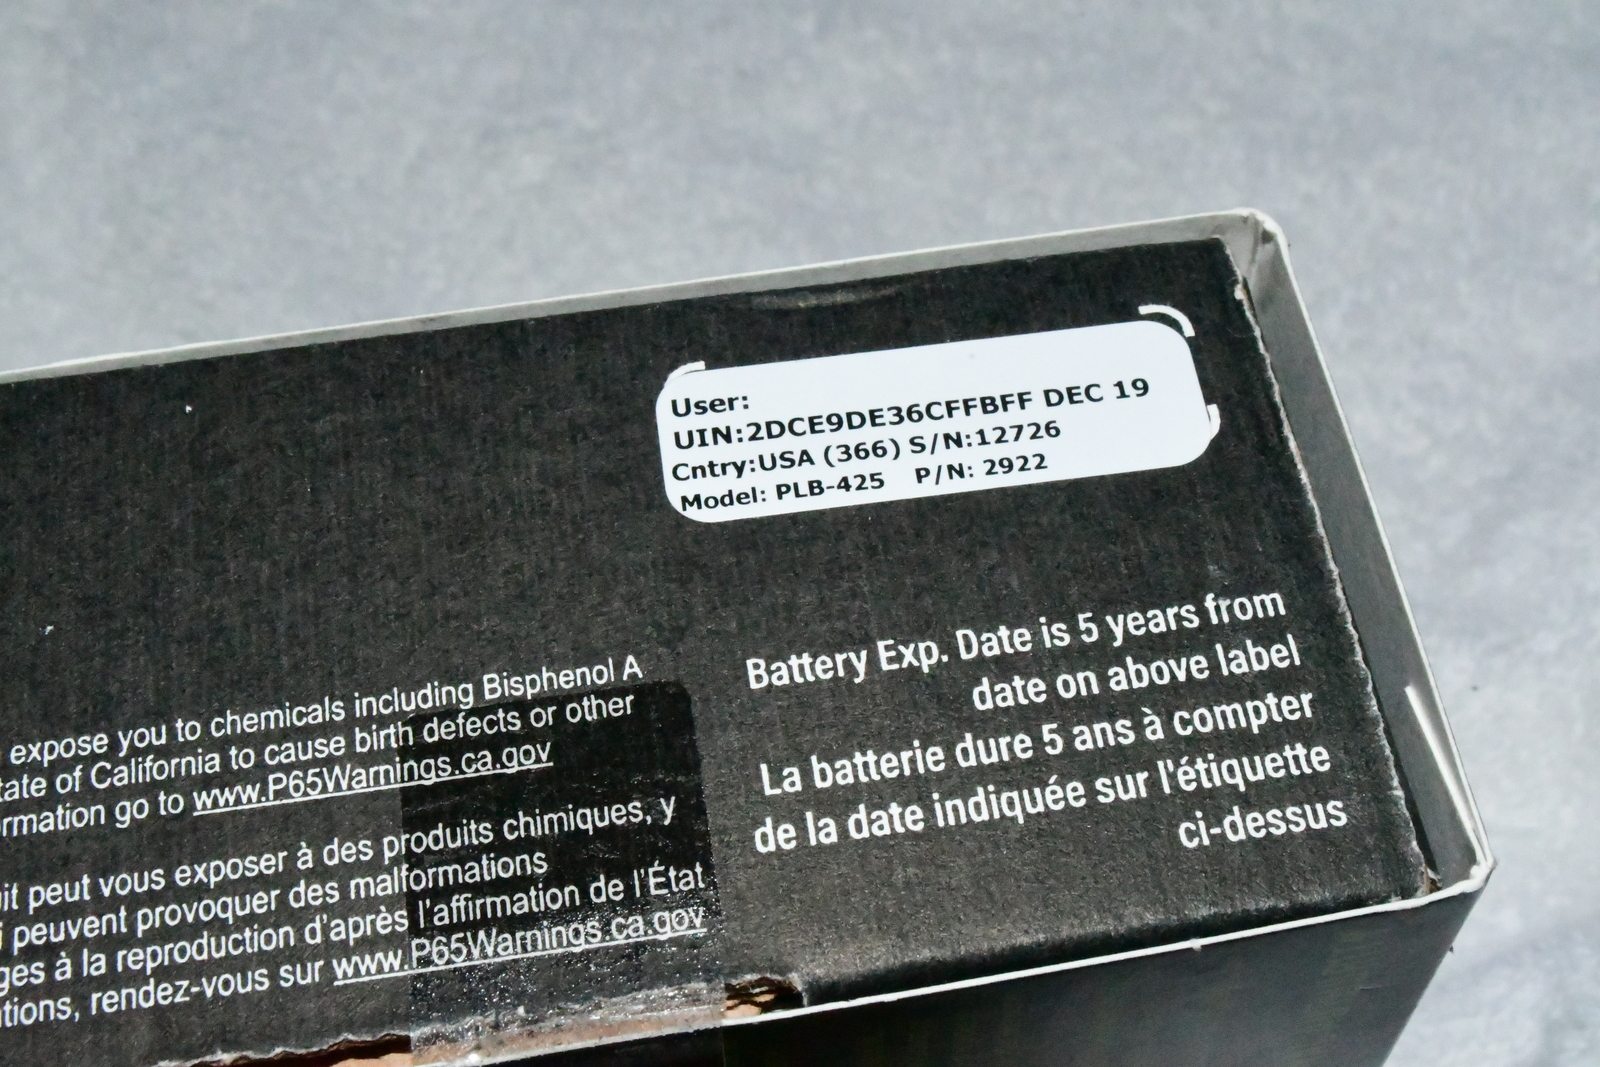 User:
UIN:2DCE9DE36CFFBFF DEC 19
Cntry:USA (366) S/N:12726
Model: PLB-425 P/N: 2922
Battery Exp. Date is 5 years from
date on above label
La batterie dure 5 ans à compter
de la date indiquée sur l'étiquette
ci-dessus
expose you to chemicals including Bisphenol A
tate of California to cause birth defects or other
rmation go to www.P65Warnings.ca.gov
it peut vous exposer à des produits chimiques, y
i peuvent provoquer des malformations
ges à la reproduction d'après l'affirmation de l'État
tions, rendez-vous sur www.P65Warnings.ca.gov